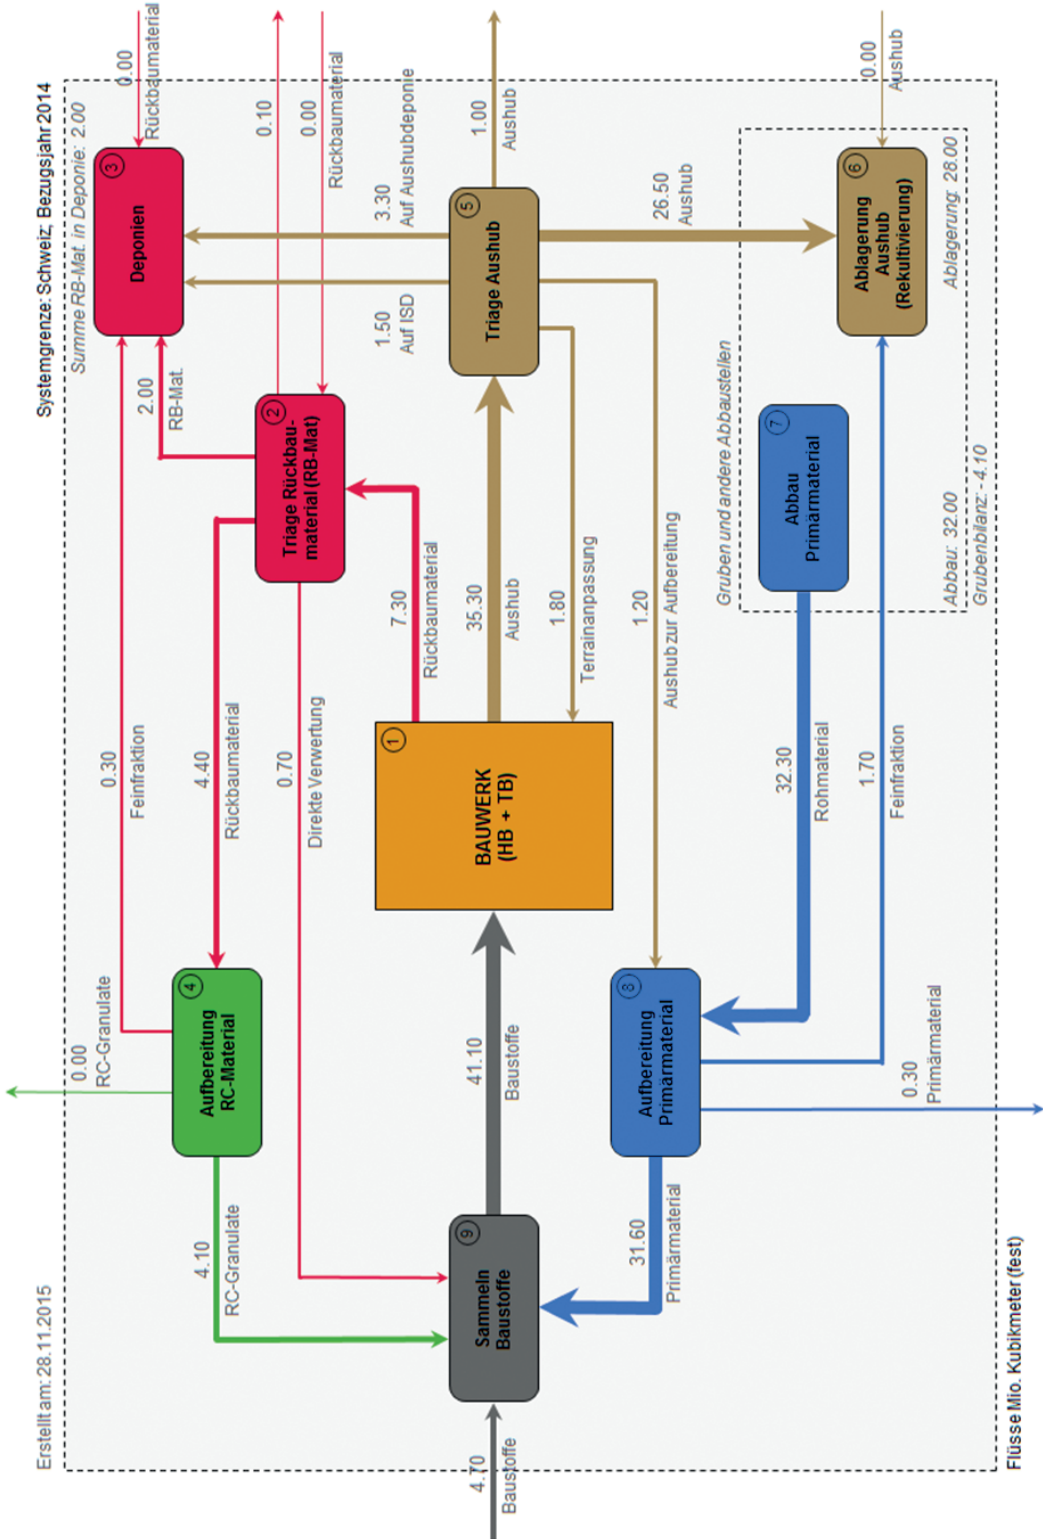 Erstellt am: 28.11.2015
Systemgrenze: Schweiz; Bezugsjahr 2014
Summe RB-Mat. in Deponie: 2.00
0.00
RC-Granulate
0.30
Feinfraktion
0.00
Rückbaumaterial
3
Deponien
2.00
RB-Mat.
4
Aufbereitung
RC-Material
4.40
Rückbaumaterial
4.10
RC-Granulate
0.70
Direkte Verwertung
2
Triage Rückbau-
material (RB-Mat)
0.10
0.00
Rückbaumaterial
7.30
Rückbaumaterial
1.50
Auf ISD
3.30
Auf Aushubdeponie
4.70
Baustoffe
9
Sammeln
Baustoffe
41.10
Baustoffe
1
BAUWERK
(HB + TB)
35.30
Aushub
5
Triage Aushub
1.00
Aushub
1.80
Terrainanpassung
1.20
Aushub zur Aufbereitung
26.50
Aushub
31.60
Primärmaterial
8
Aufbereitung
Primärmaterial
Gruben und andere Abbaustellen
32.30
Rohmaterial
7
Abbau
Primärmaterial
6
Ablagerung
Aushub
(Rekultivierung)
0.00
Aushub
1.70
Feinfraktion
0.30
Primärmaterial
Abbau: 32.00
Ablagerung: 28.00
Grubenbilanz: - 4.10
Flüsse Mio. Kubikmeter (fest)